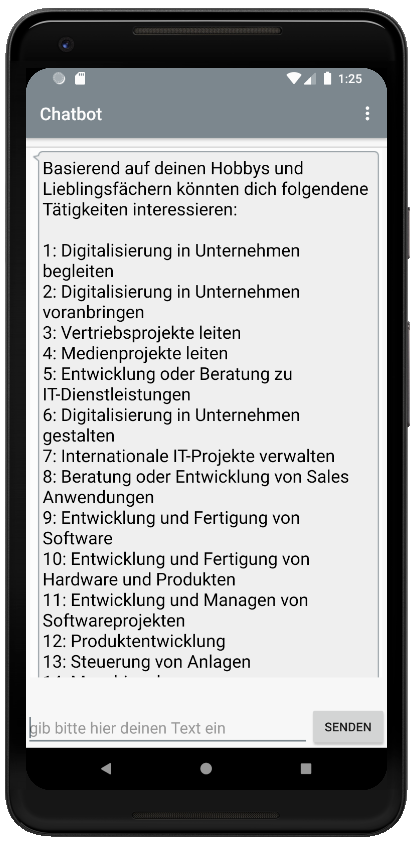 1:25
Chatbot
Basierend auf deinen Hobbys und
Lieblingsfächern könnten dich folgendene
Tätigkeiten interessieren:
1: Digitalisierung in Unternehmen
begleiten
2: Digitalisierung in Unternehmen
voranbringen
3: Vertriebsprojekte leiten
4: Medienprojekte leiten
5: Entwicklung oder Beratung zu
IT-Dienstleistungen
6: Digitalisierung in Unternehmen
gestalten
7: Internationale IT-Projekte verwalten
8: Beratung oder Entwicklung von Sales
Anwendungen
9: Entwicklung und Fertigung von
Software
10: Entwicklung und Fertigung von
Hardware und Produkten
11: Entwicklung und Managen von
Softwareprojekten
12: Produktentwicklung
13: Steuerung von Anlagen
gib bitte hier deinen Text ein
SENDEN